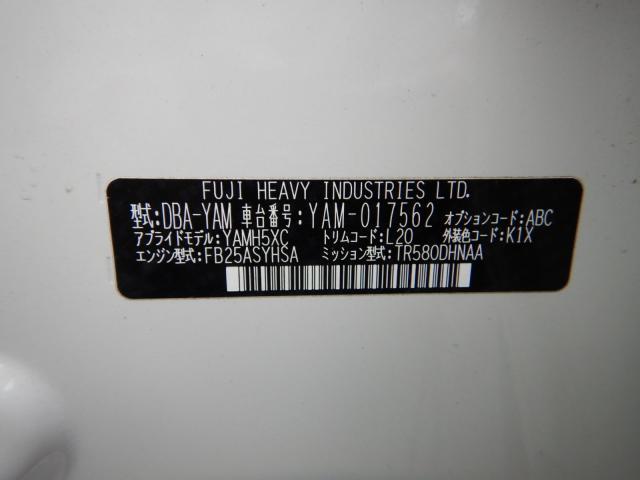 FUJI HEAVY INDUSTRIES LTD.
型式:DBA-YAM 車台番号:YAM-017562 オプションコード:ABC
アプライドモデル:YAMH5XC トリムコード:L20 外装色コード:K1X
エンジン型式:FB25ASYHSA ミッション型式:TR580DHNAA